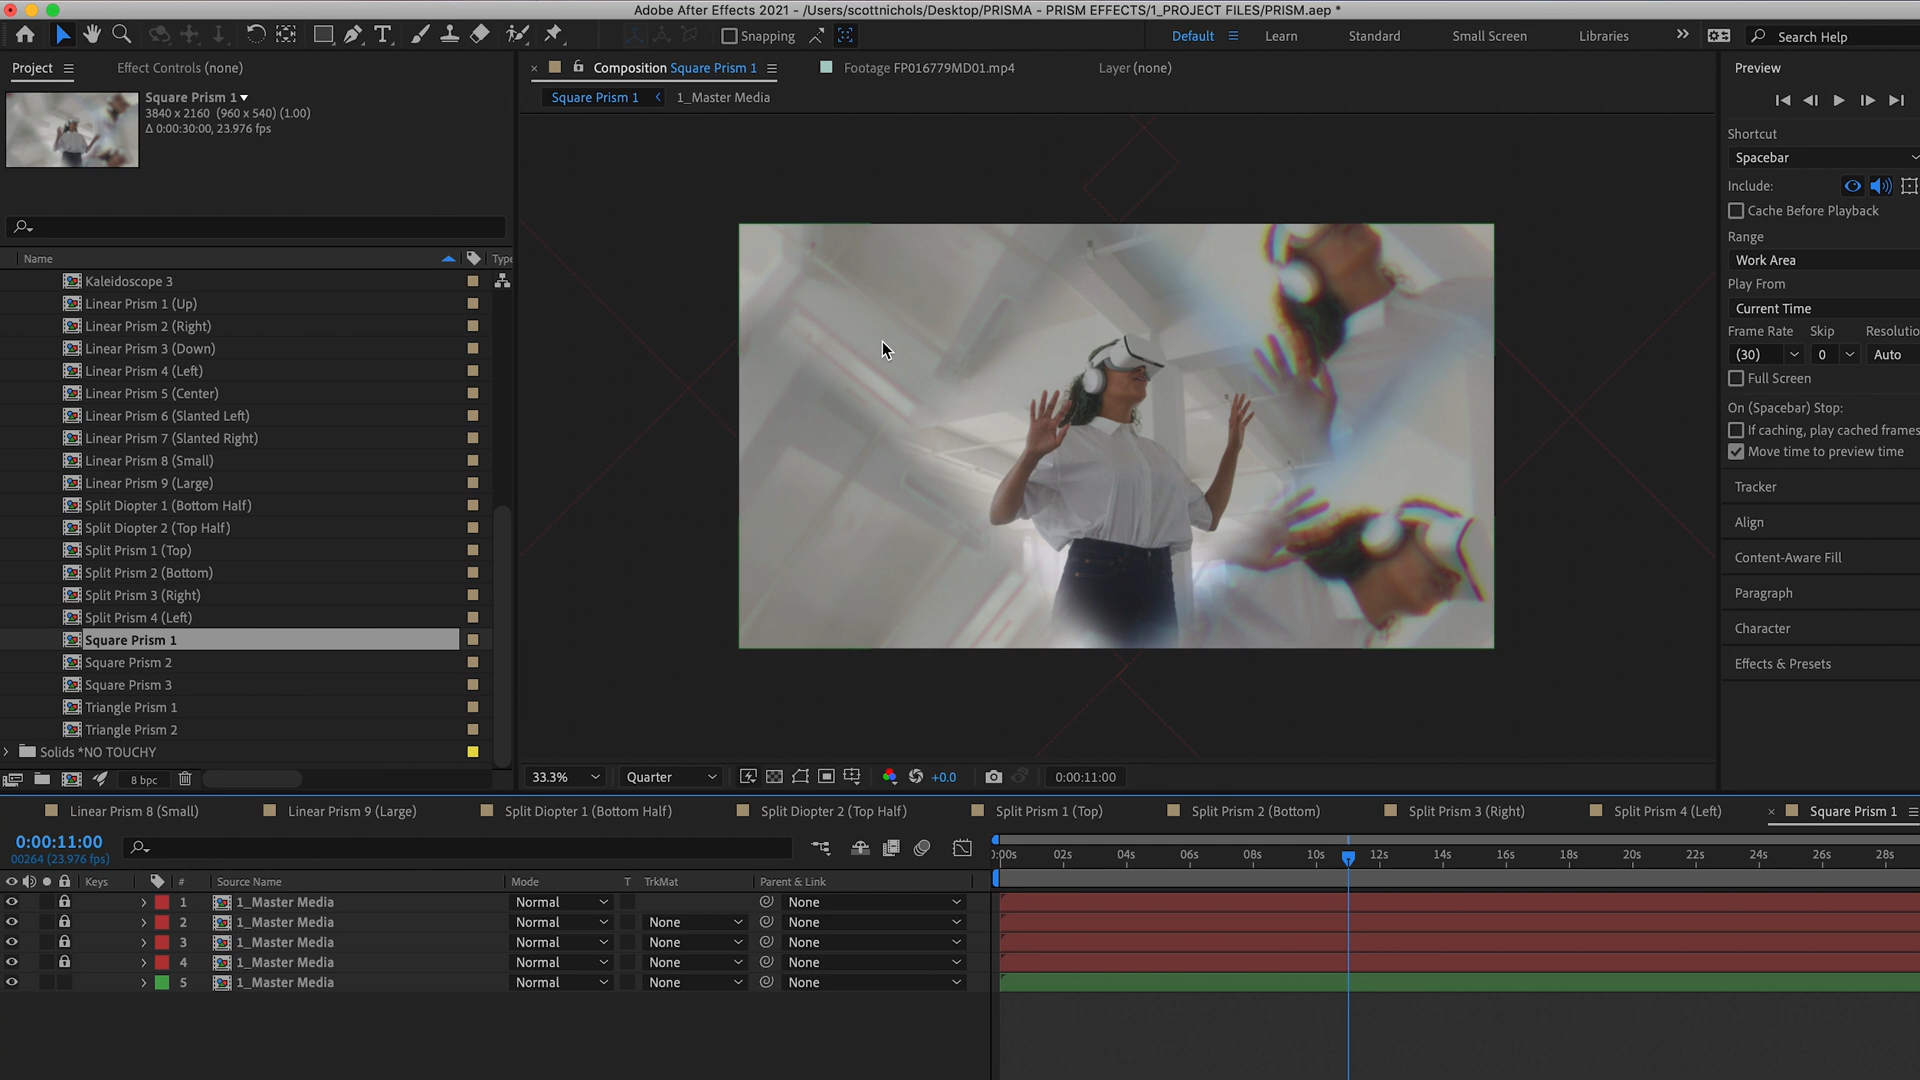 Adobe After Effects 2021 - /Users/scottnichols/Desktop/PRISMA - PRISM EFFECTS/1_PROJECT FILES/PRISM.aep *
Snapping
Default
Learn
Standard
Small Screen
Libraries
Search Help
Project
Effect Controls (none)
Composition Square Prism 1
Footage FP016779MD01.mp4
Layer (none)
Square Prism 1
1_Master Media
Square Prism 1
3840 x 2160 (960 x 540) (1.00)
Δ 0:00:30:00, 23.976 fps
Name
Type
Kaleidoscope 3
Linear Prism 1 (Up)
Linear Prism 2 (Right)
Linear Prism 3 (Down)
Linear Prism 4 (Left)
Linear Prism 5 (Center)
Linear Prism 6 (Slanted Left)
Linear Prism 7 (Slanted Right)
Linear Prism 8 (Small)
Linear Prism 9 (Large)
Split Diopter 1 (Bottom Half)
Split Diopter 2 (Top Half)
Split Prism 1 (Top)
Split Prism 2 (Bottom)
Split Prism 3 (Right)
Split Prism 4 (Left)
Square Prism 1
Square Prism 2
Square Prism 3
Triangle Prism 1
Triangle Prism 2
Solids *NO TOUCHY
8 bpc
33.3%
Quarter
+0.0
0:00:11:00
Preview
Shortcut
Spacebar
Include:
Cache Before Playback
Range
Work Area
Play From
Current Time
Frame Rate Skip Resolutio
(30) 0 Auto
Full Screen
On (Spacebar) Stop:
If caching, play cached frames
Move time to preview time
Tracker
Align
Content-Aware Fill
Paragraph
Character
Effects & Presets
Linear Prism 8 (Small)
Linear Prism 9 (Large)
Split Diopter 1 (Bottom Half)
Split Diopter 2 (Top Half)
Split Prism 1 (Top)
Split Prism 2 (Bottom)
Split Prism 3 (Right)
Split Prism 4 (Left)
Square Prism 1
0:00:11:00
00264 (23.976 fps)
):00s 02s 04s 06s 08s 10s 12s 14s 16s 18s 20s 22s 24s 26s 28s
Keys # Source Name Mode T TrkMat Parent & Link
1 1_Master Media Normal None
2 1_Master Media Normal None None
3 1_Master Media Normal None None
4 1_Master Media Normal None None
5 1_Master Media Normal None None